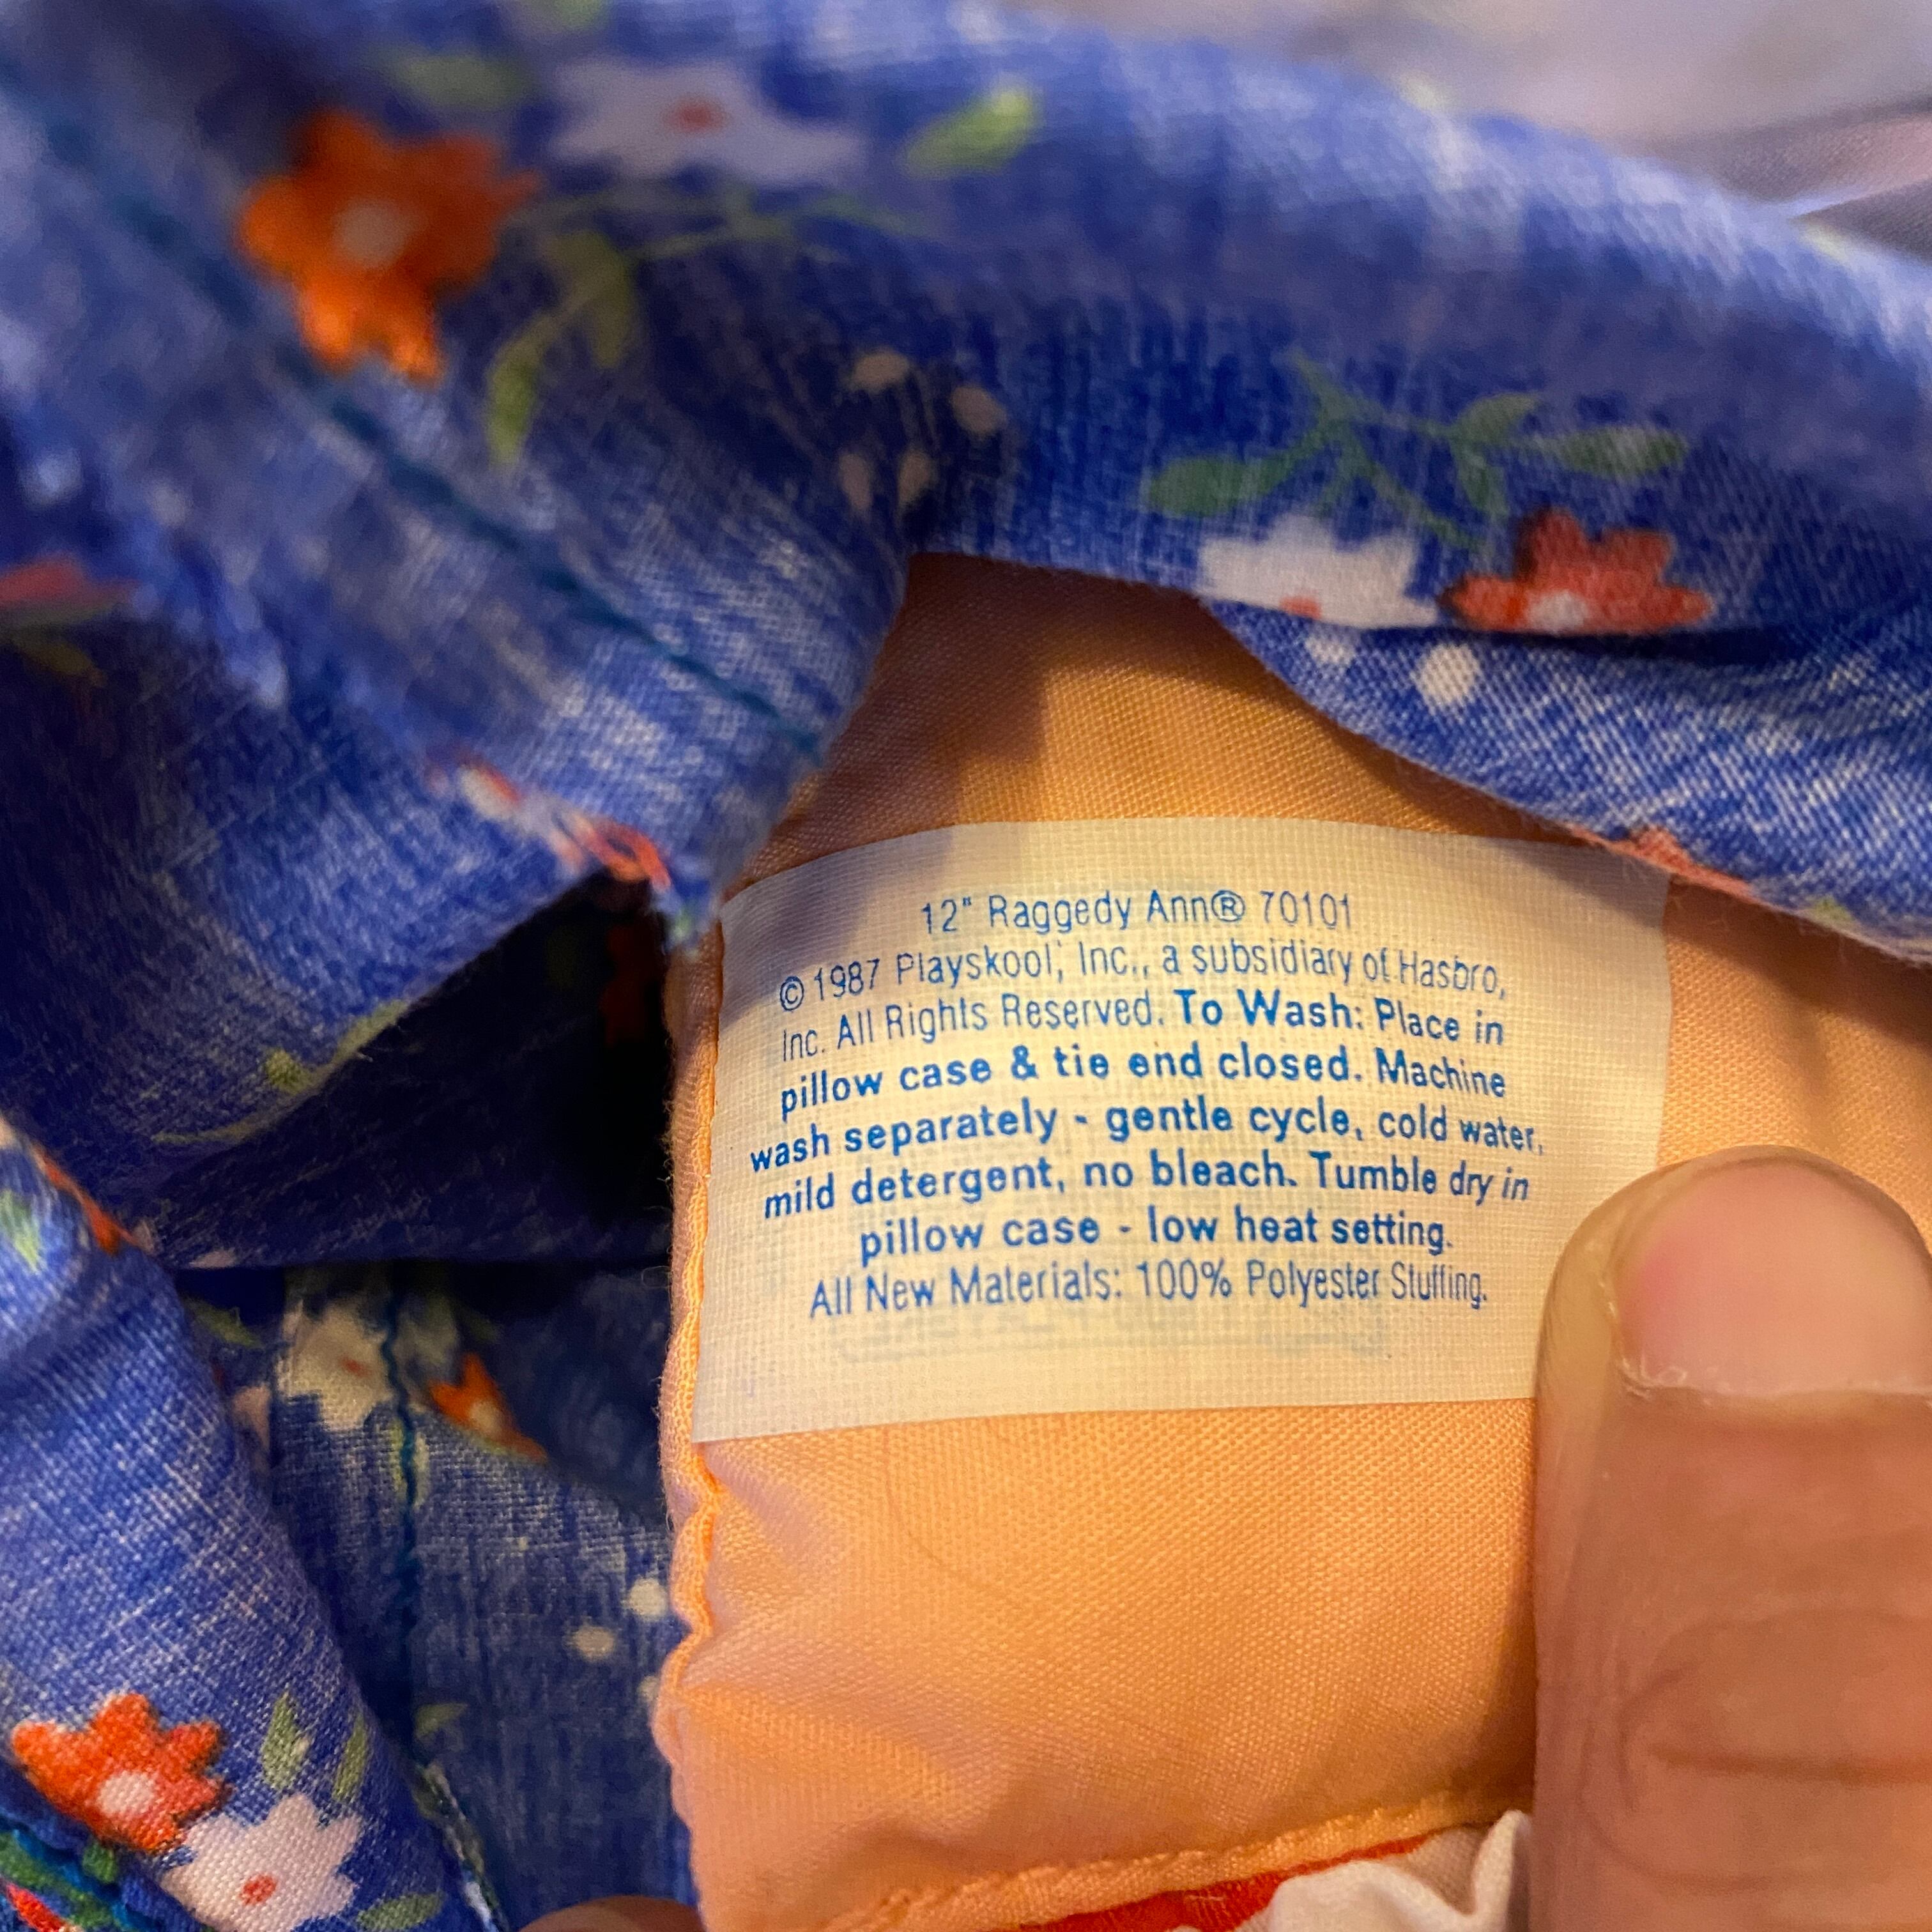 12" Raggedy Ann® 70101
© 1987 Playskool, Inc., a subsidiary of Hasbro,
Inc. All Rights Reserved. To Wash: Place in
pillow case & tie end closed. Machine
wash separately - gentle cycle, cold water,
mild detergent, no bleach. Tumble dry in
pillow case - low heat setting.
All New Materials: 100% Polyester Stuffing.